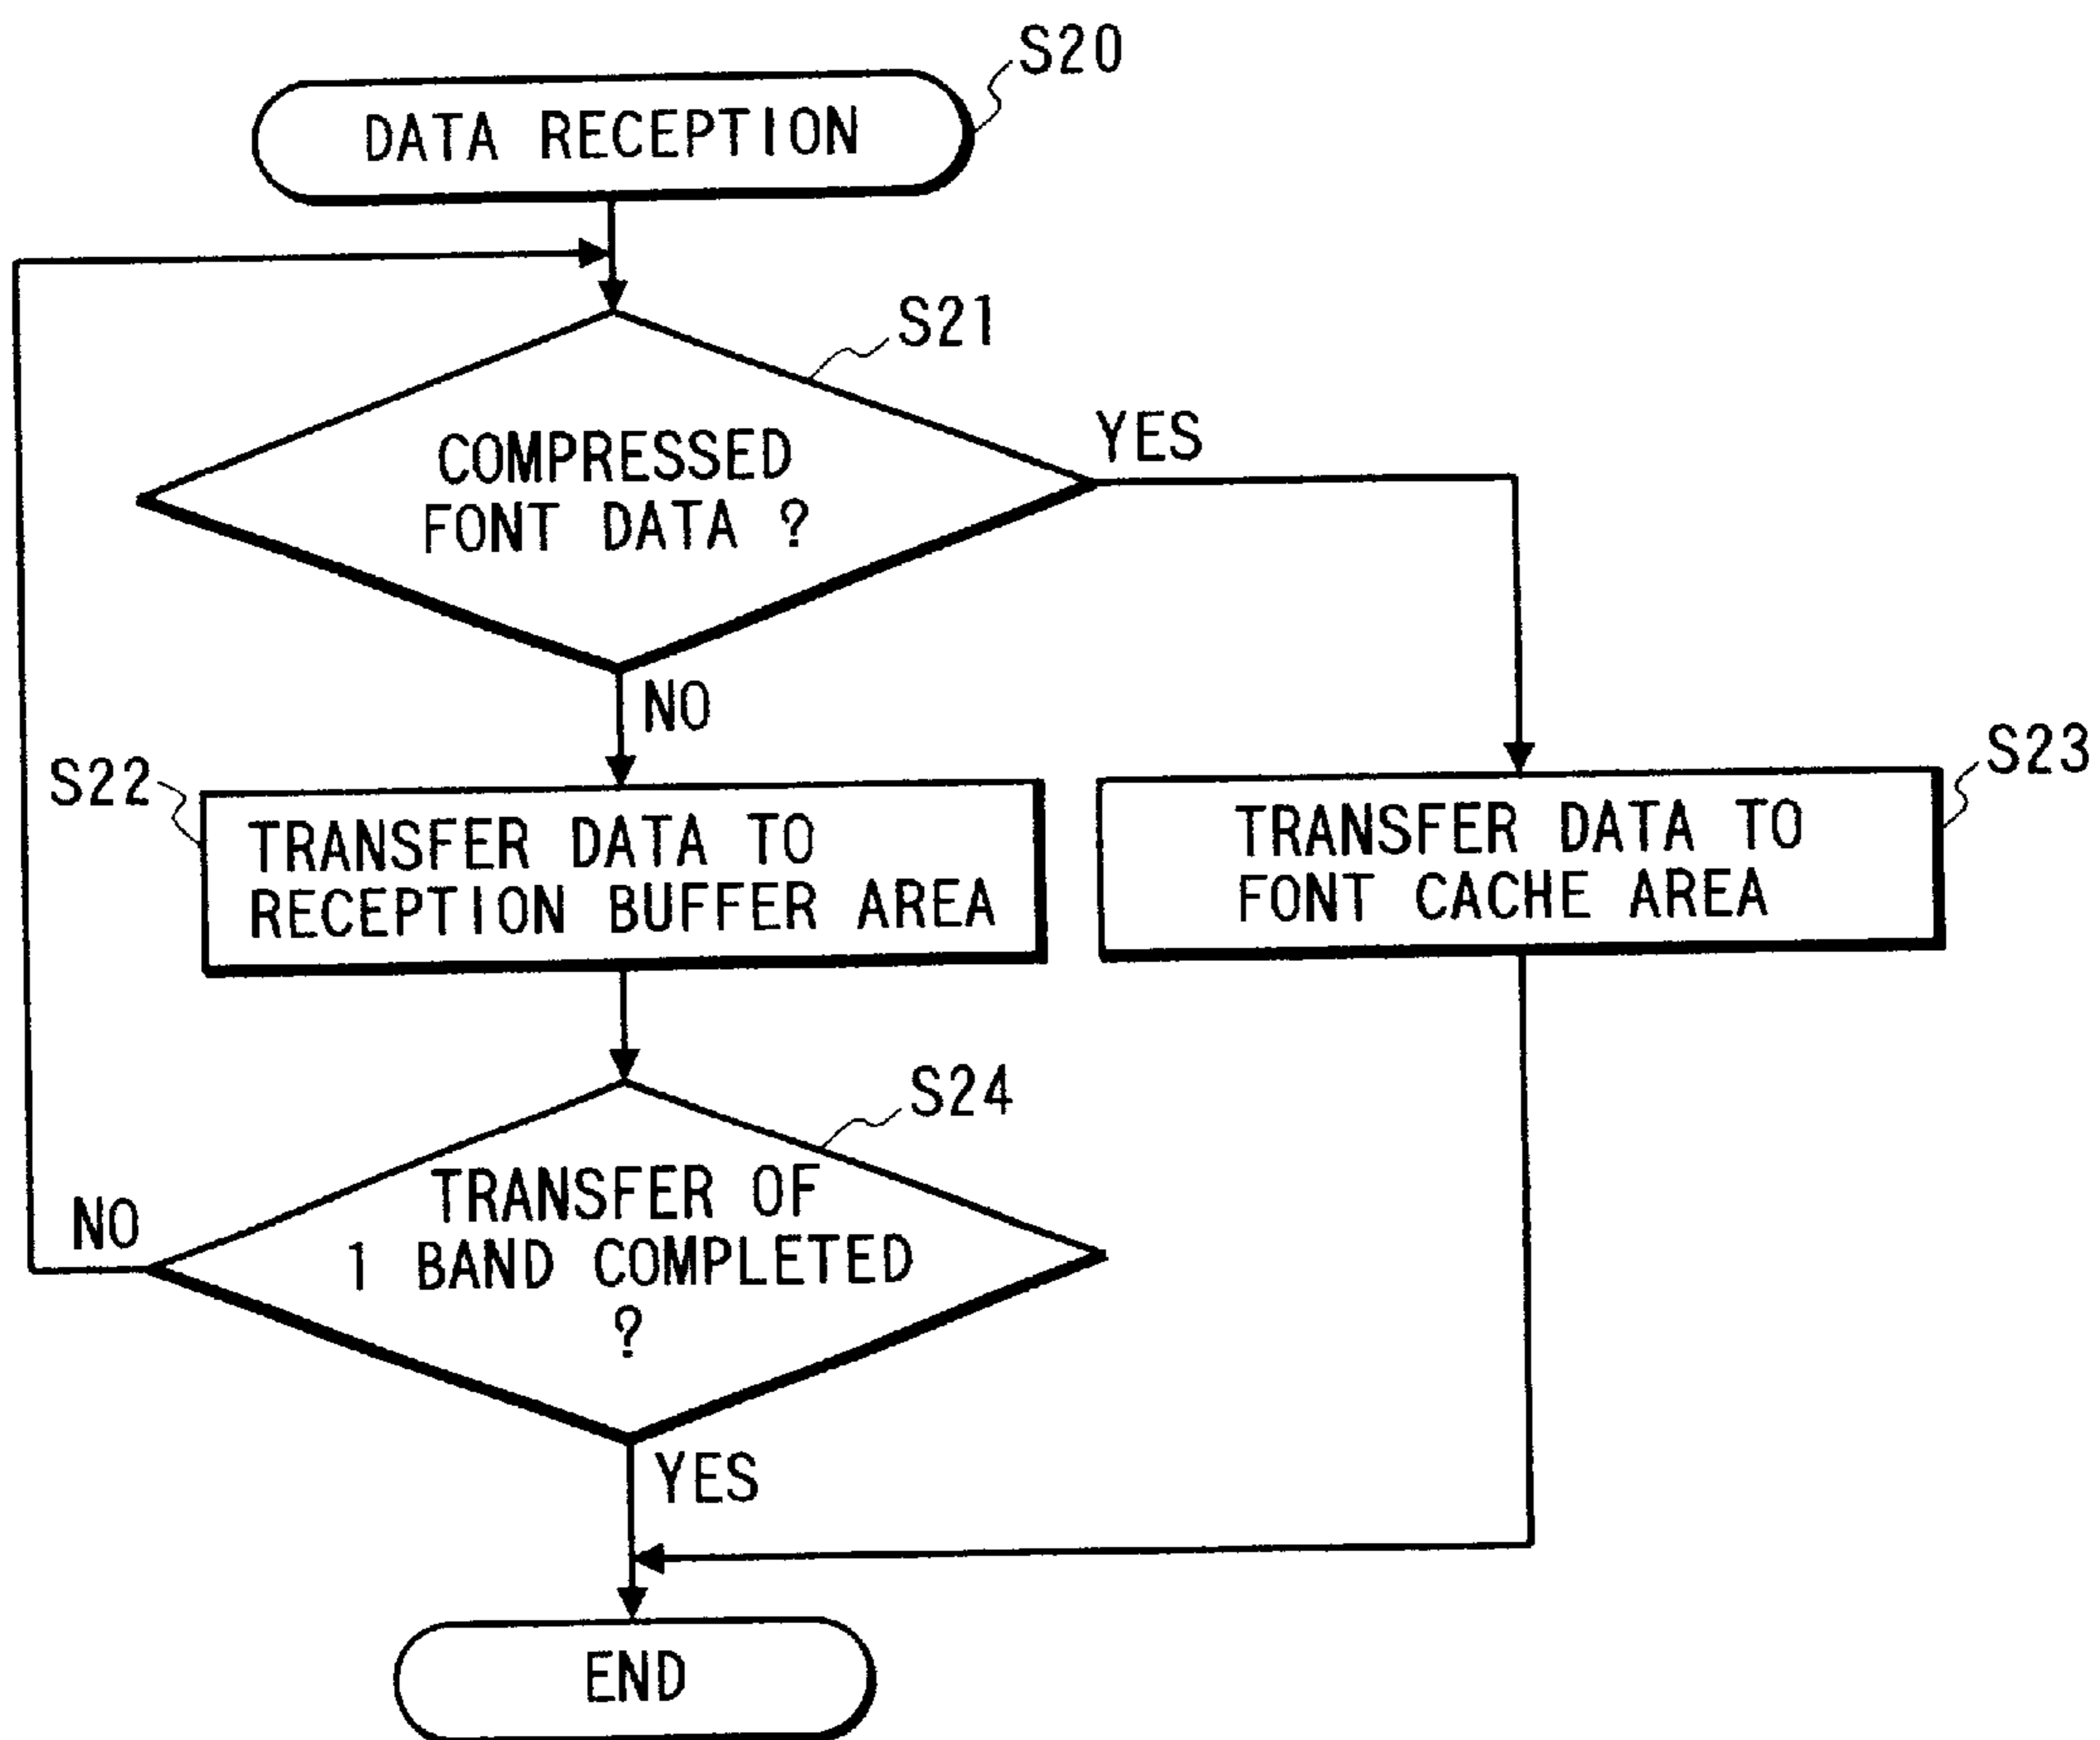 S20
DATA RECEPTION
S21
COMPRESSED
FONT DATA ?
YES
NO
S22
TRANSFER DATA TO
RECEPTION BUFFER AREA
S23
TRANSFER DATA TO
FONT CACHE AREA
S24
TRANSFER OF
1 BAND COMPLETED
?
NO
YES
END